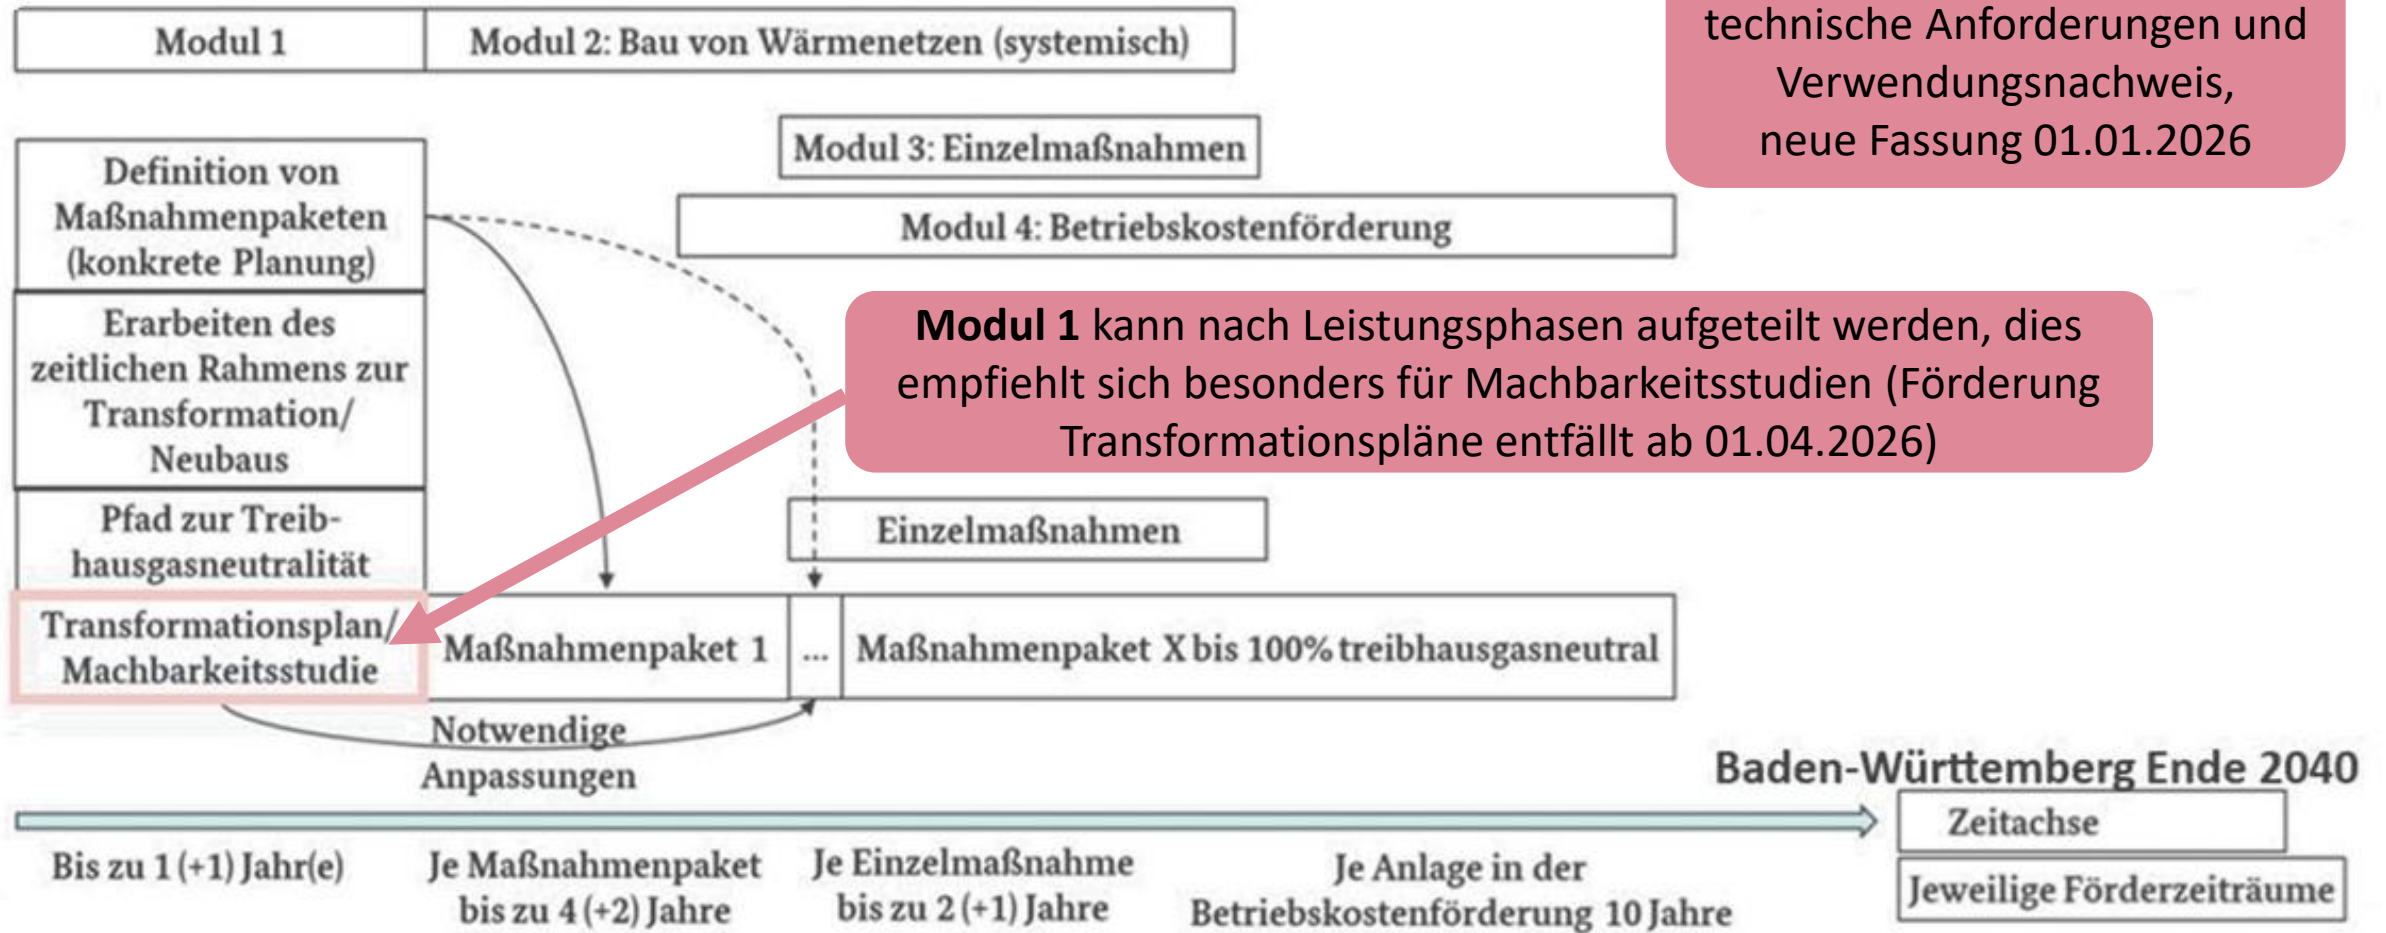 Modul 1
Modul 2: Bau von Wärmenetzen (systemisch)
technische Anforderungen und
Verwendungsnachweis,
neue Fassung 01.01.2026
Modul 3: Einzelmaßnahmen
Modul 4: Betriebskostenförderung
Definition von
Maßnahmenpaketen
(konkrete Planung)
Erarbeiten des
zeitlichen Rahmens zur
Transformation/
Neubaus
Pfad zur Treib-
hausgasneutralität
Transformationsplan/
Machbarkeitsstudie
Modul 1 kann nach Leistungsphasen aufgeteilt werden, dies
empfiehlt sich besonders für Machbarkeitsstudien (Förderung
Transformationspläne entfällt ab 01.04.2026)
Einzelmaßnahmen
Maßnahmenpaket 1
...
Maßnahmenpaket X bis 100% treibhausgasneutral
Notwendige
Anpassungen
Baden-Württemberg Ende 2040
Zeitachse
Jeweilige Förderzeiträume
Bis zu 1 (+1) Jahr(e)
Je Maßnahmenpaket
bis zu 4 (+2) Jahre
Je Einzelmaßnahme
bis zu 2 (+1) Jahre
Je Anlage in der
Betriebskostenförderung 10 Jahre